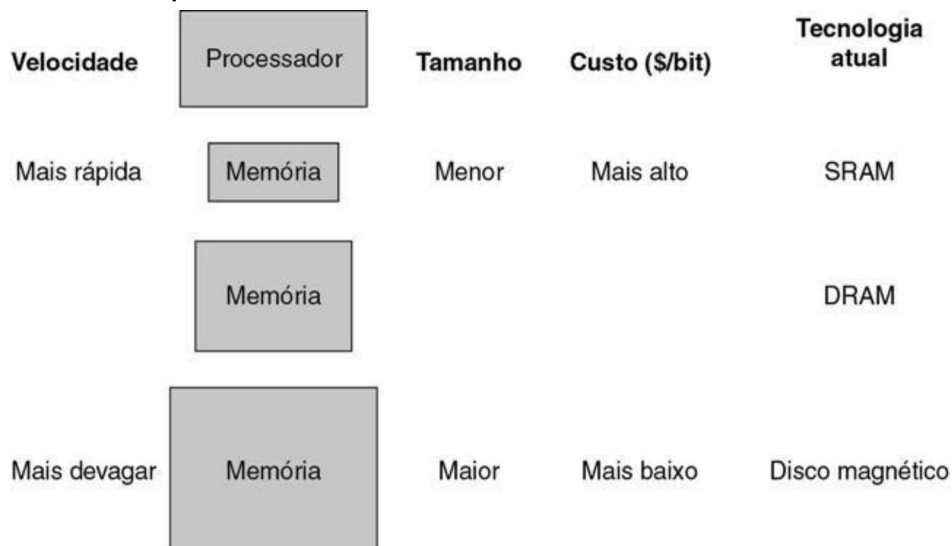 Velocidade Processador Tamanho Custo ($/bit) Tecnologia
atual
Mais rápida Memória Menor Mais alto SRAM
Memória DRAM
Mais devagar Memória Maior Mais baixo Disco magnético